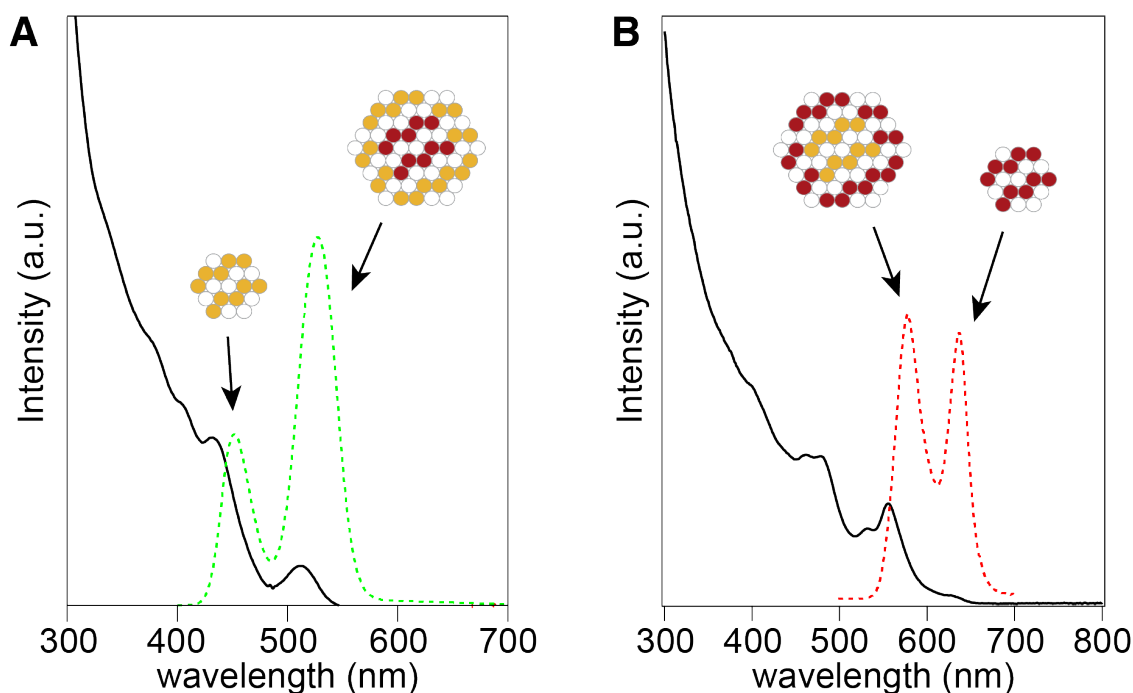 A
Intensity (a.u.)
300 400 500 600 700
wavelength (nm)
B
Intensity (a.u.)
300 400 500 600 700 800
wavelength (nm)